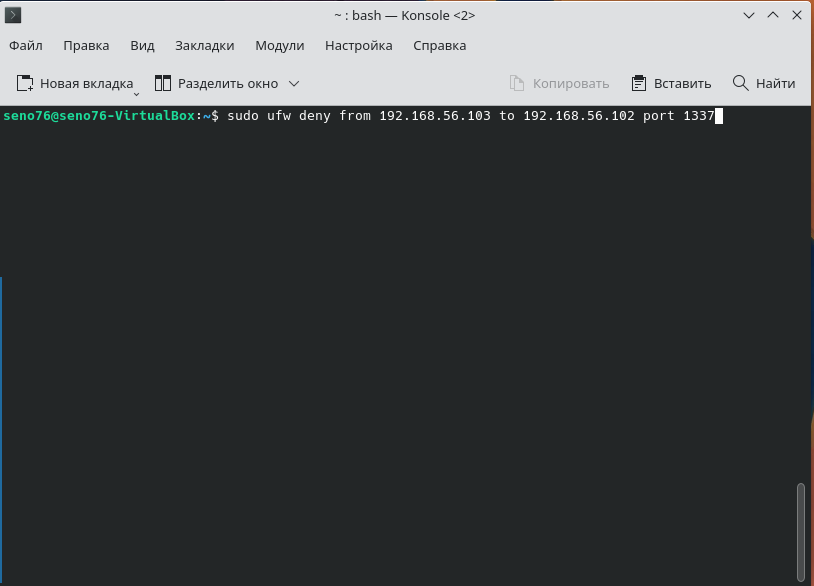 ~ : bash — Konsole <2>
Файл Правка Вид Закладки Модули Настройка Справка
Новая вкладка Разделить окно Копировать Вставить Найти
seno76@seno76-VirtualBox:~$ sudo ufw deny from 192.168.56.103 to 192.168.56.102 port 1337